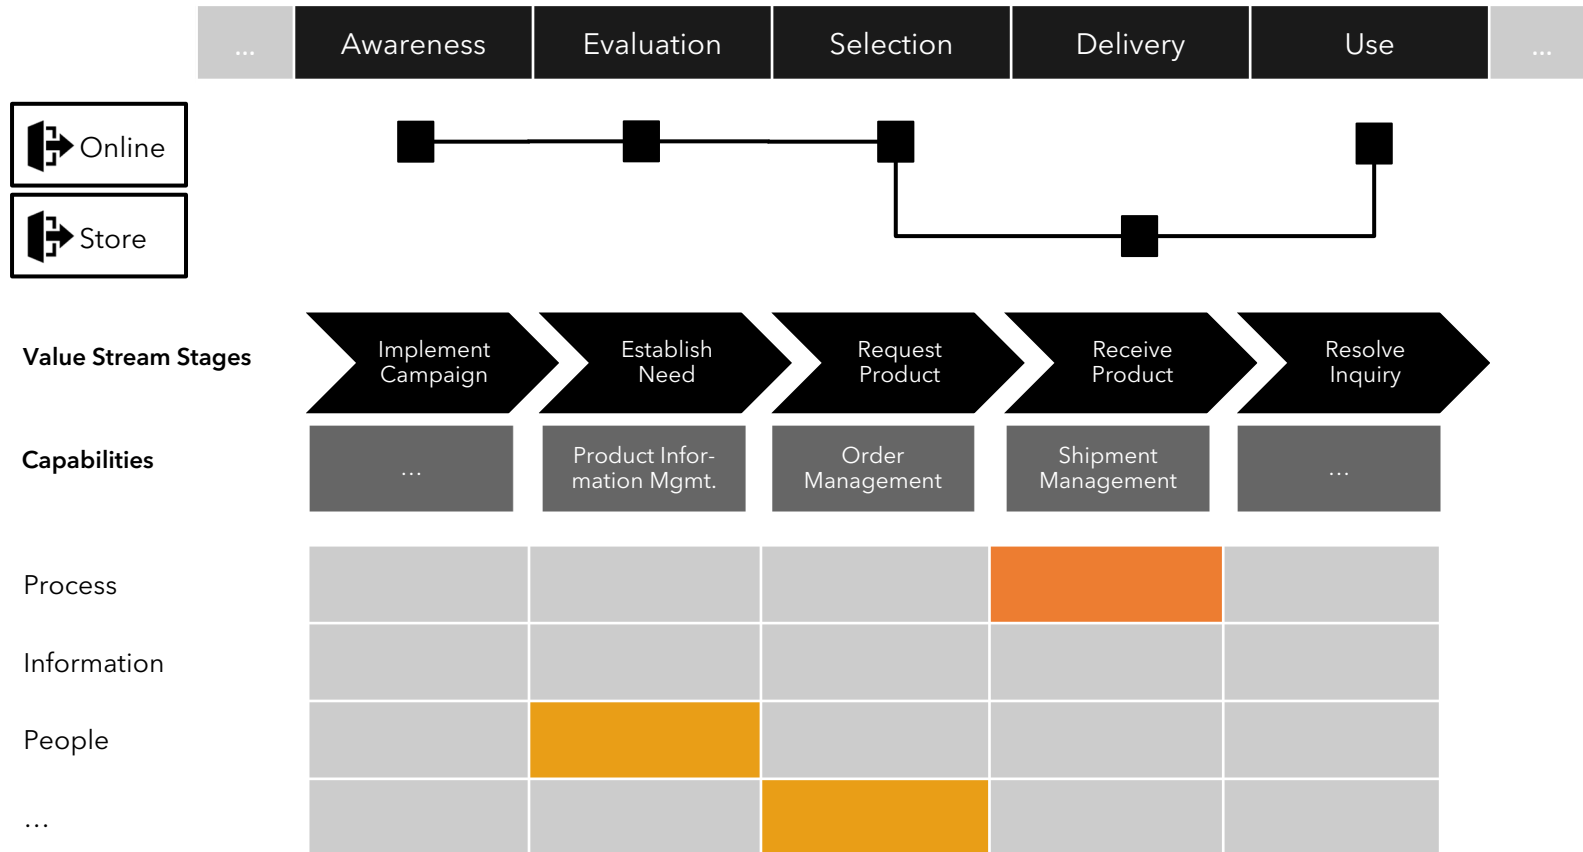 ... Awareness Evaluation Selection Delivery Use ...
Online
Store
Value Stream Stages
Implement
Campaign
Establish
Need
Request
Product
Receive
Product
Resolve
Inquiry
Capabilities
...
Product Infor-
mation Mgmt.
Order
Management
Shipment
Management
...
Process
Information
People
...